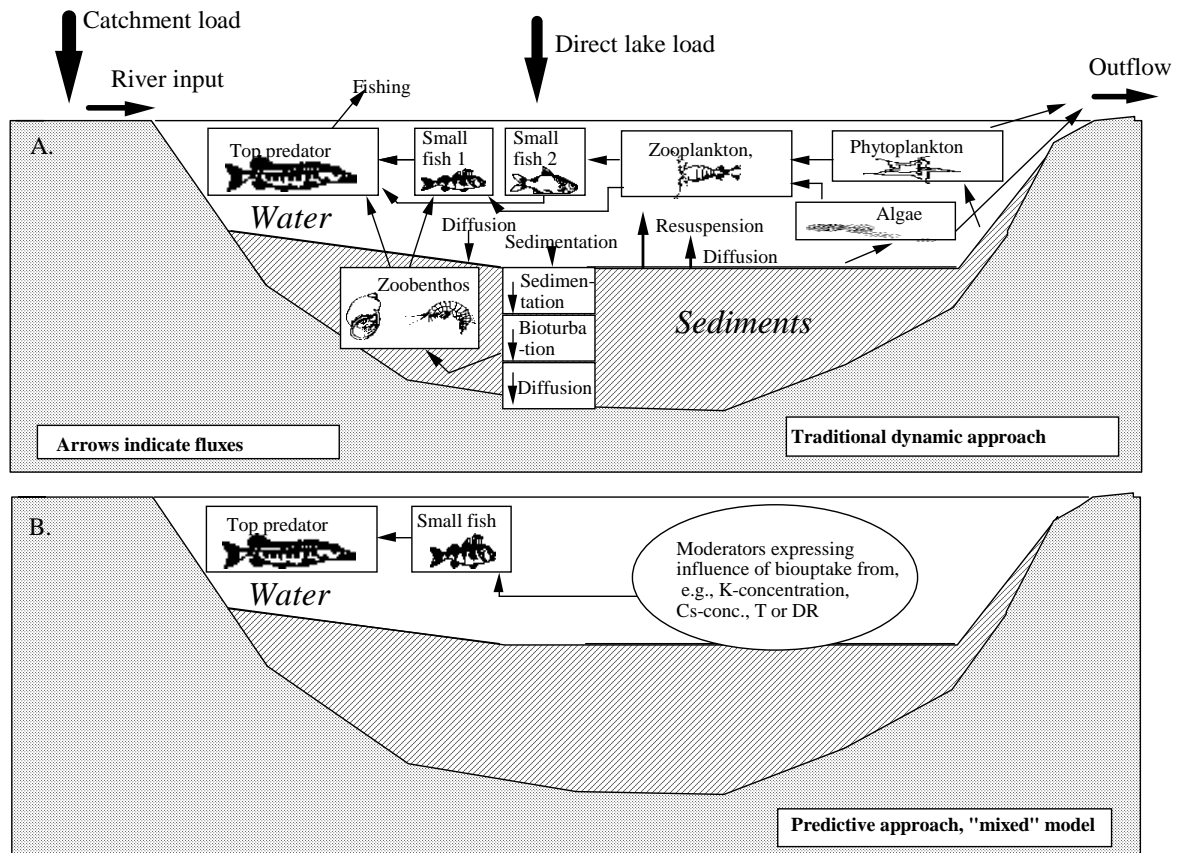 Catchment load
Direct lake load
River input
Outflow
Fishing
A.
Top predator
Small
fish 1
Small
fish 2
Zooplankton,
Phytoplankton
Algae
Water
Diffusion
Sedimentation
Resuspension
Diffusion
Zoobenthos
Sedimen-
tation
Bioturba
-tion
Diffusion
Sediments
Arrows indicate fluxes
Traditional dynamic approach
B.
Top predator
Small fish
Water
Moderators expressing
influence of biouptake from,
e.g., K-concentration,
Cs-conc., T or DR
Predictive approach, "mixed" model